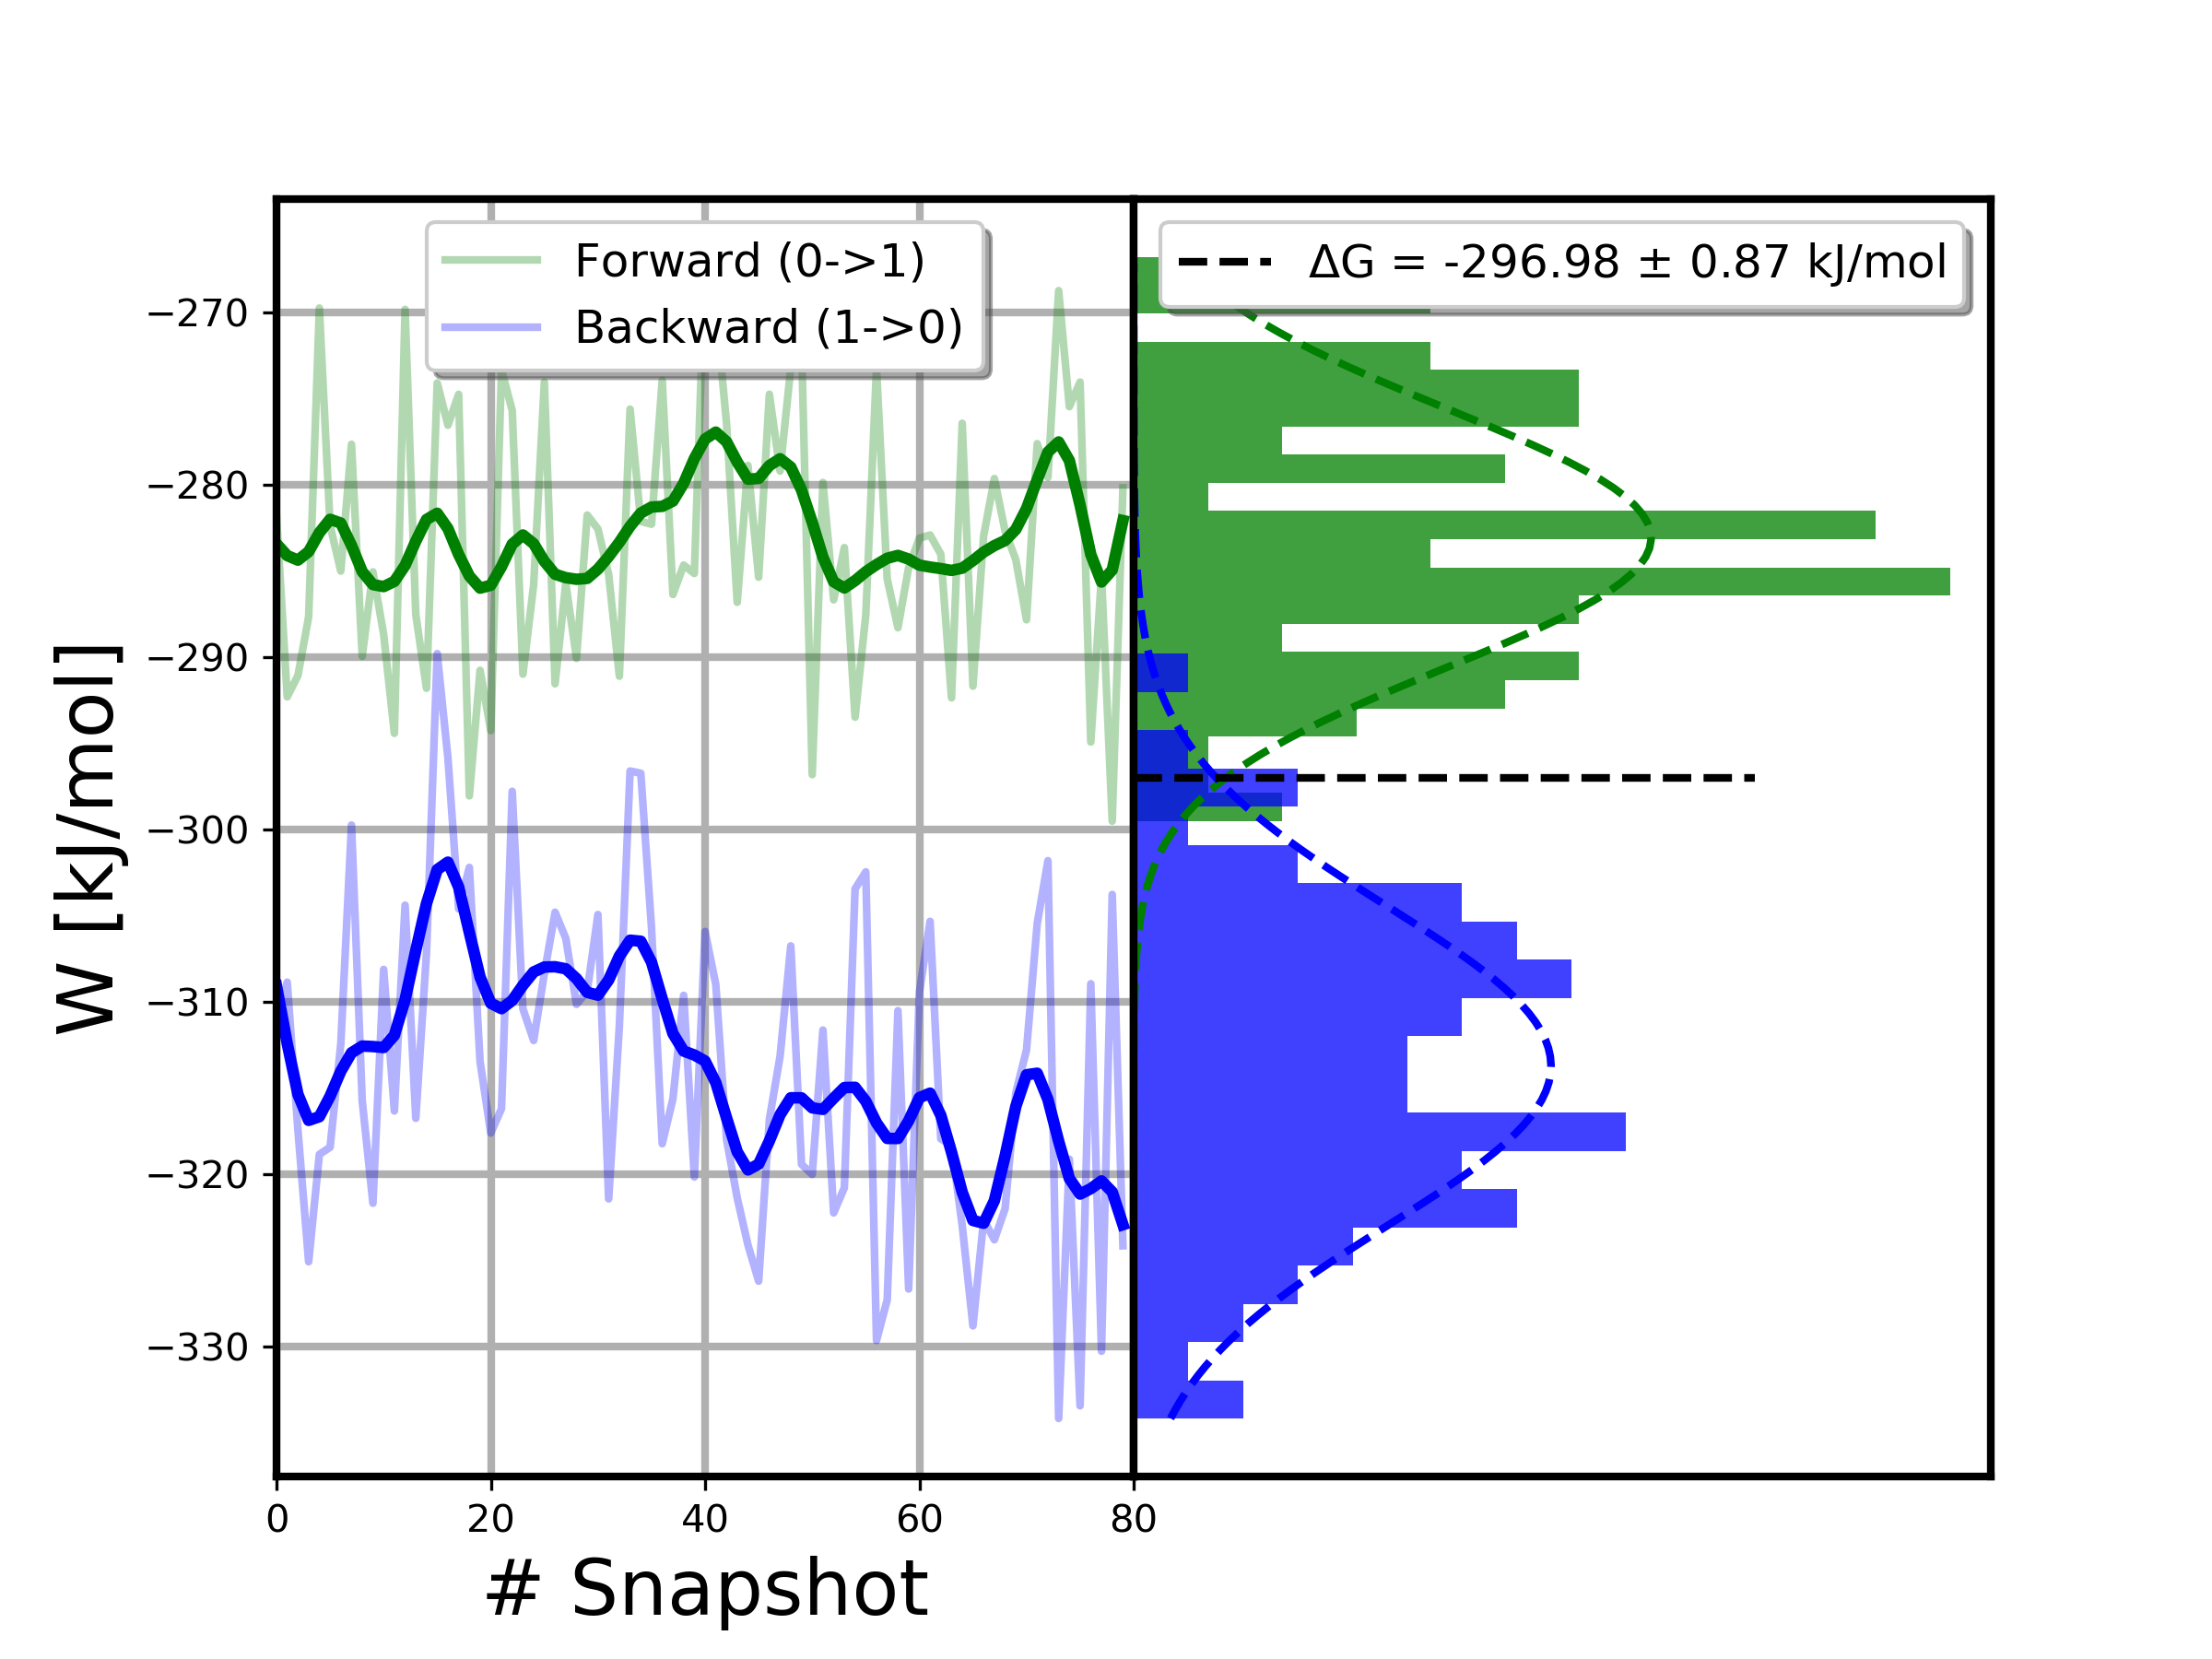 Forward (0->1)
Backward (1->0)
ΔG = -296.98 ± 0.87 kJ/mol
W [kJ/mol]
−270
−280
−290
−300
−310
−320
−330
0 20 40 60 80
# Snapshot